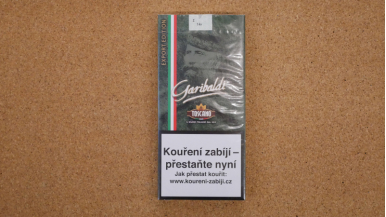 EXPORT EDITION
Garibaldi
TOSCANO
Kouření zabíjí –
přestaňte nyní
Jak přestat kouřit:
www.koureni-zabiji.cz